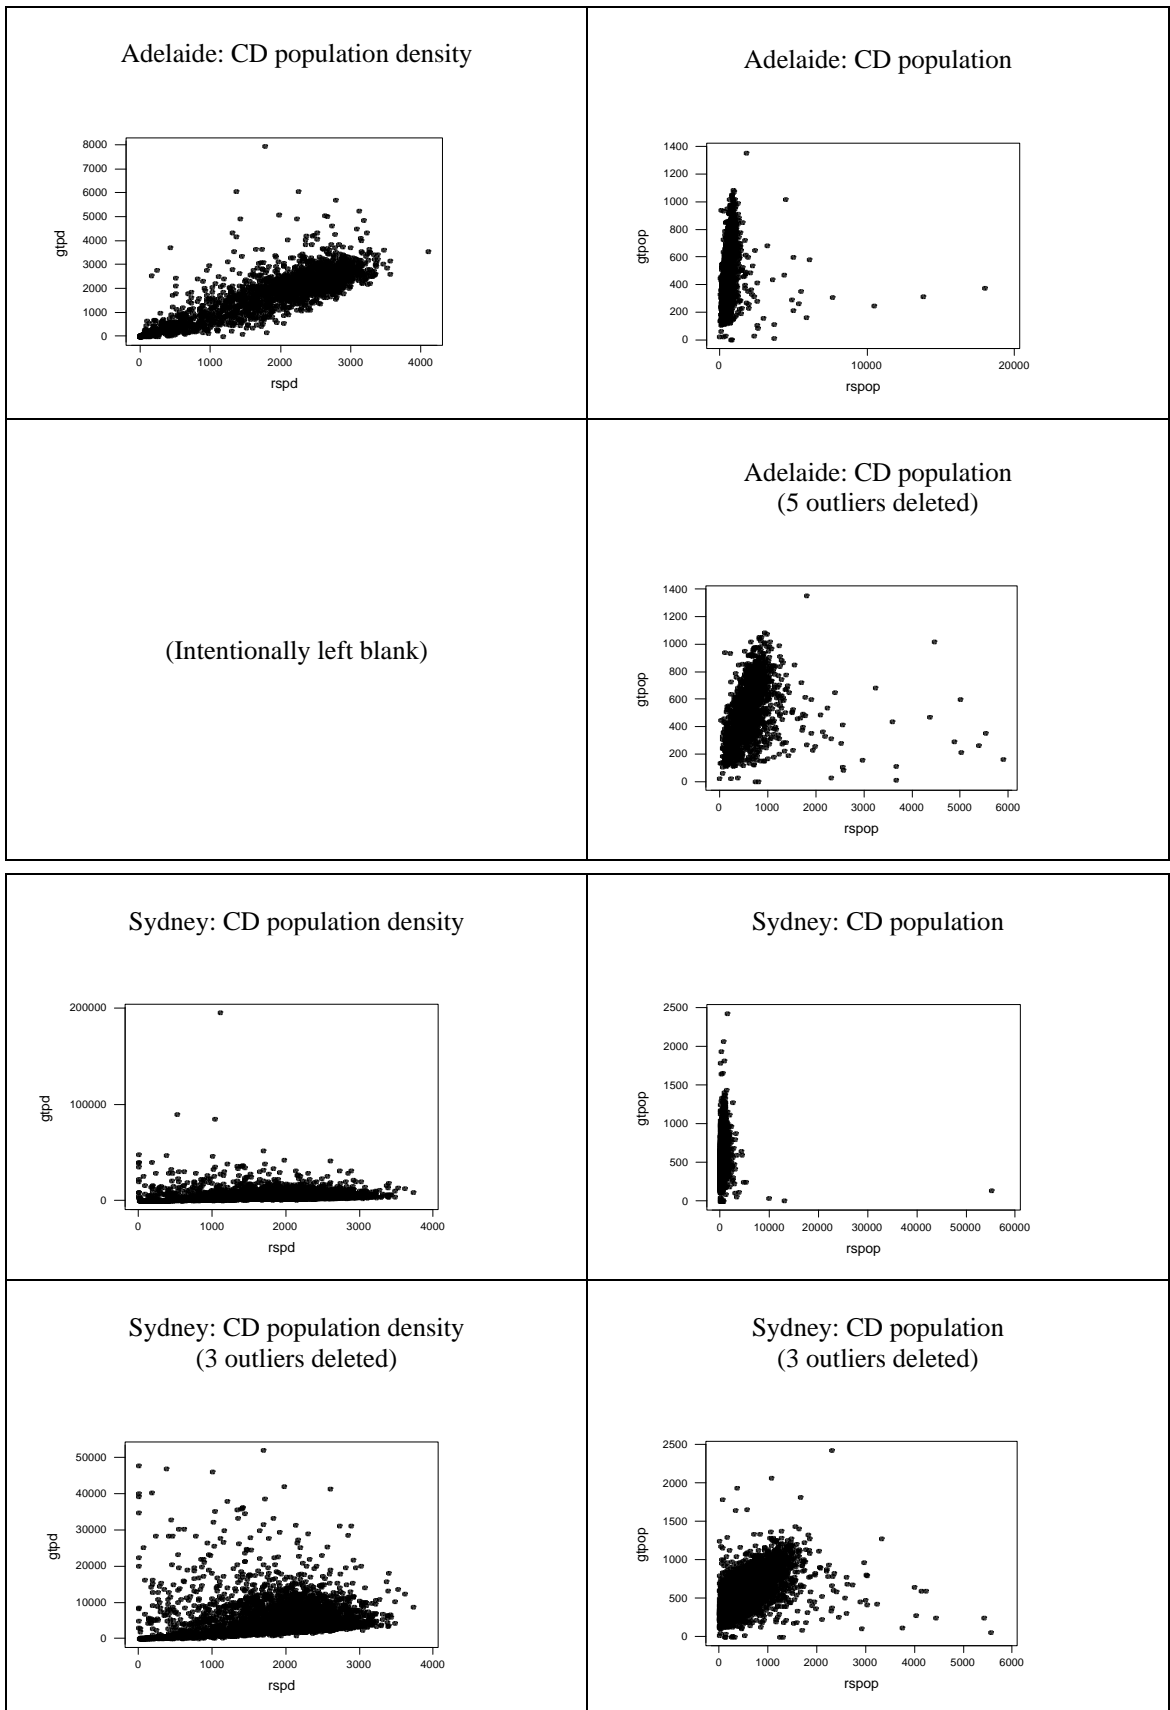 Adelaide: CD population density
8000
7000
6000
5000
4000
3000
2000
1000
0
gtpd
0 1000 2000 3000 4000
rspd
Adelaide: CD population
1400
1200
1000
800
600
400
200
0
gtpop
0 10000 20000
rspop
(Intentionally left blank)
Adelaide: CD population
(5 outliers deleted)
1400
1200
1000
800
600
400
200
0
gtpop
0 1000 2000 3000 4000 5000 6000
rspop
Sydney: CD population density
200000
100000
0
gtpd
0 1000 2000 3000 4000
rspd
Sydney: CD population
2500
2000
1500
1000
500
0
gtpop
0 10000 20000 30000 40000 50000 60000
rspop
Sydney: CD population density
(3 outliers deleted)
50000
40000
30000
20000
10000
0
gtpd
0 1000 2000 3000 4000
rspd
Sydney: CD population
(3 outliers deleted)
2500
2000
1500
1000
500
0
gtpop
0 1000 2000 3000 4000 5000 6000
rspop